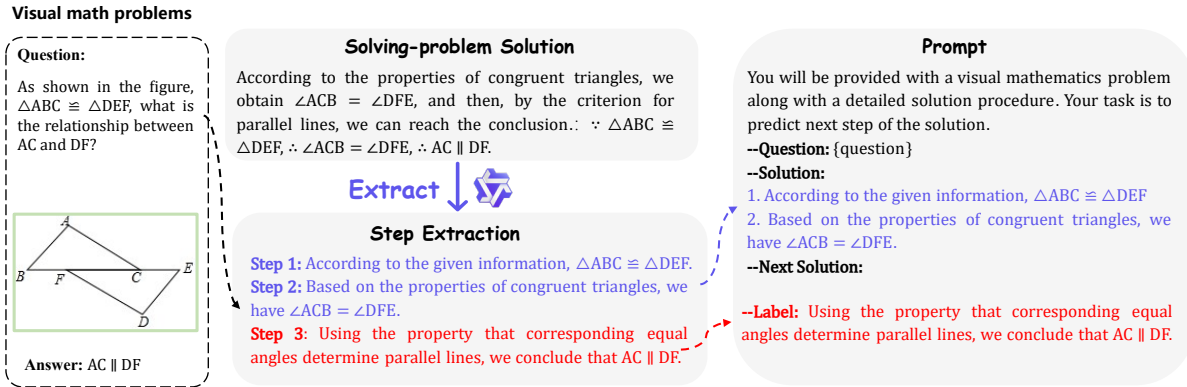 Visual math problems
Question:
As shown in the figure,
△ABC ≌ △DEF, what is
the relationship between
AC and DF?
A
B
F
C
E
D
Answer: AC ∥ DF
Solving-problem Solution
According to the properties of congruent triangles, we
obtain ∠ACB = ∠DFE, and then, by the criterion for
parallel lines, we can reach the conclusion.: ∵ △ABC ≌
△DEF, ∴ ∠ACB = ∠DFE, ∴ AC ∥ DF.
Extract
Step Extraction
Step 1: According to the given information, △ABC ≌ △DEF.
Step 2: Based on the properties of congruent triangles, we
have ∠ACB = ∠DFE.
Step 3: Using the property that corresponding equal
angles determine parallel lines, we conclude that AC ∥ DF.
Prompt
You will be provided with a visual mathematics problem
along with a detailed solution procedure. Your task is to
predict next step of the solution.
--Question: {question}
--Solution:
1. According to the given information, △ABC ≌ △DEF
2. Based on the properties of congruent triangles, we
have ∠ACB = ∠DFE.
--Next Solution:
--Label: Using the property that corresponding equal
angles determine parallel lines, we conclude that AC ∥ DF.